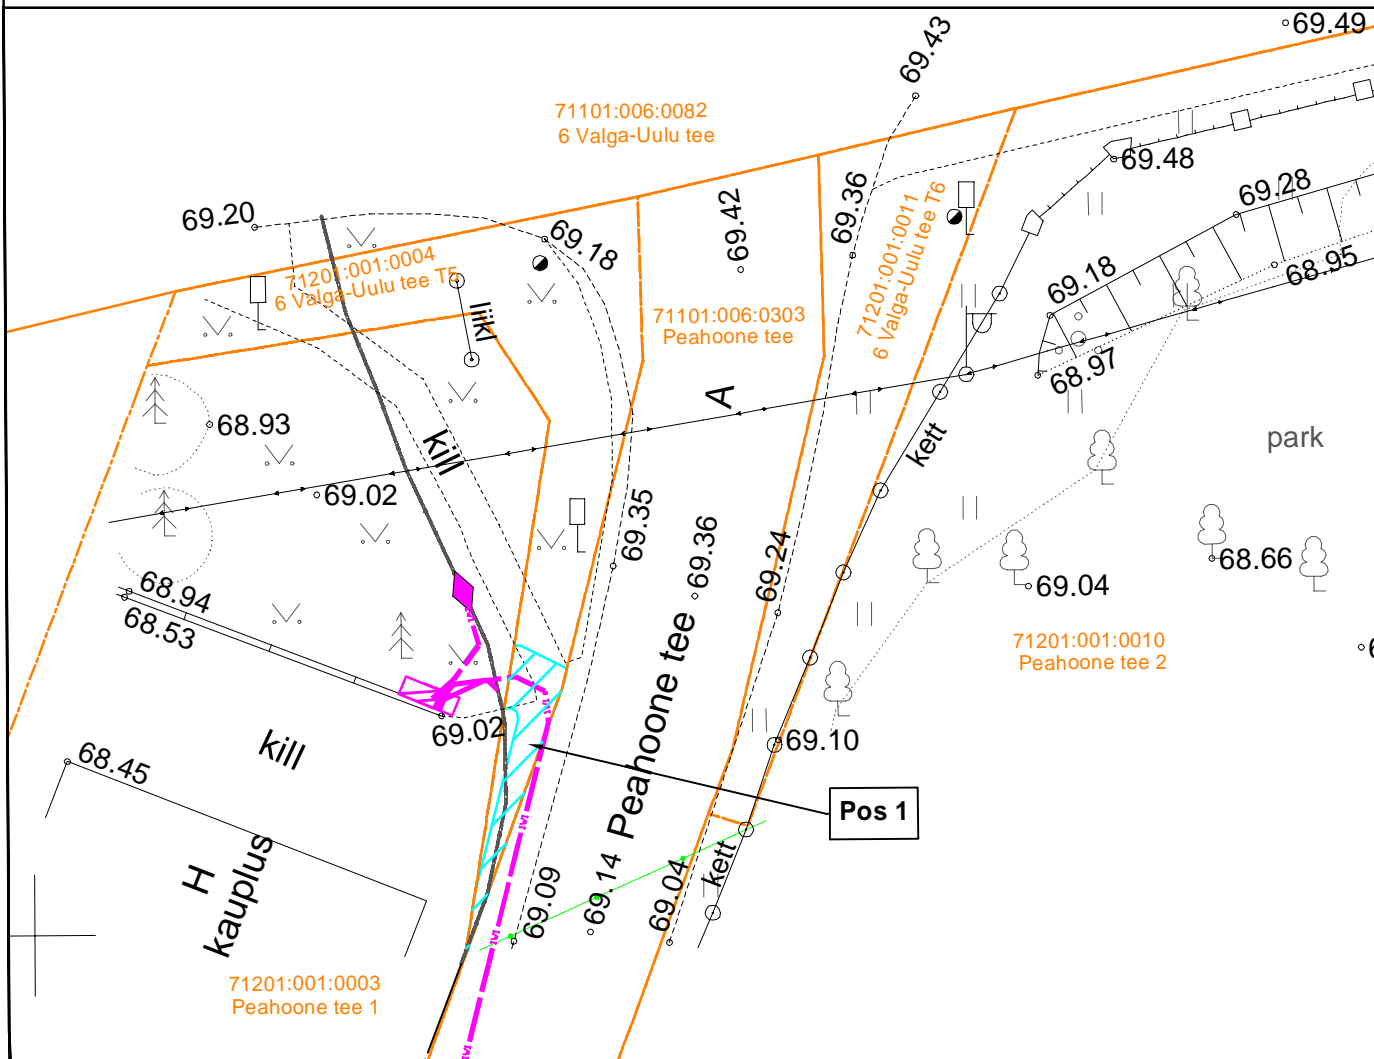 69.49
69.43
71101:006:0082
6 Valga-Uulu tee
69.48
69.28
69.20
69.18
69.42
69.36
71201:001:0011
6 Valga-Uulu tee T6
71201:001:0004
6 Valga-Uulu tee T5
68.95
69.18
liikl
71101:006:0303
Peahoone tee
68.97
A
68.93
kill
kett
park
69.02
69.35
69.36
69.24
68.66
69.04
68.94
68.53
71201:001:0010
Peahoone tee 2
69.02
kill
68.45
Peahoone tee
69.10
Pos 1
H
kauplus
kett
69.09
69.14
69.04
71201:001:0003
Peahoone tee 1